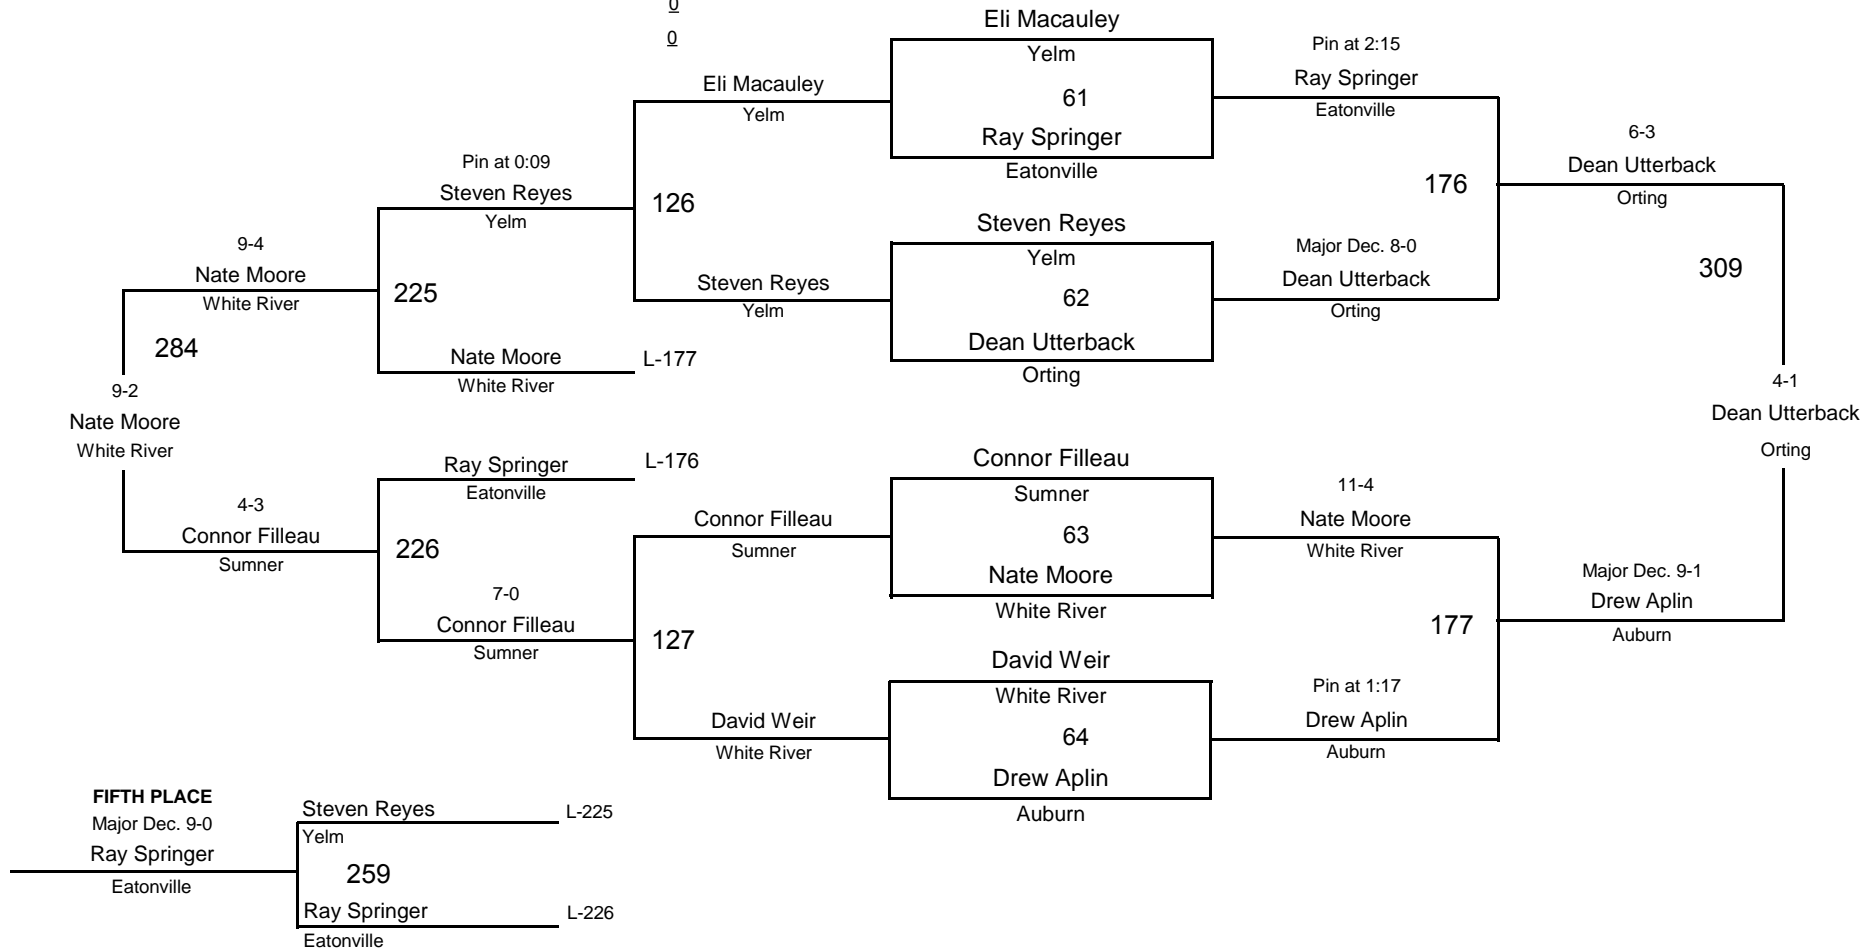 0
0
Eli Macauley
Yelm
61
Ray Springer
Eatonville
Pin at 2:15
Ray Springer
Eatonville
Eli Macauley
Yelm
6-3
Dean Utterback
Orting
176
Pin at 0:09
Steven Reyes
Yelm
126
Steven Reyes
Yelm
62
Dean Utterback
Orting
Major Dec. 8-0
Dean Utterback
Orting
309
9-4
Nate Moore
White River
225
Steven Reyes
Yelm
284
Nate Moore
White River
L-177
9-2
Nate Moore
White River
4-1
Dean Utterback
Orting
Ray Springer
Eatonville
L-176
Connor Filleau
Sumner
63
Nate Moore
White River
11-4
Nate Moore
White River
4-3
Connor Filleau
Sumner
226
Connor Filleau
Sumner
7-0
Connor Filleau
Sumner
127
177
Major Dec. 9-1
Drew Aplin
Auburn
David Weir
White River
64
Drew Aplin
Auburn
Pin at 1:17
Drew Aplin
Auburn
David Weir
White River
FIFTH PLACE
Major Dec. 9-0
Ray Springer
Eatonville
Steven Reyes
Yelm
L-225
259
Ray Springer
Eatonville
L-226